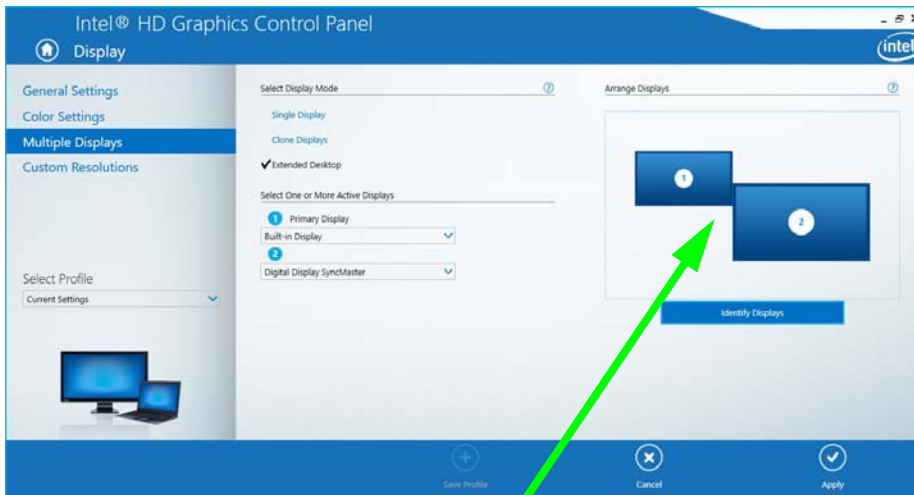 Intel® HD Graphics Control Panel
Display
intel
General Settings
Color Settings
Multiple Displays
Custom Resolutions
Select Profile
Current Settings
Select Display Mode
Single Display
Clone Displays
Extended Desktop
Select One or More Active Displays
1 Primary Display
Built-in Display
2
Digital Display SyncMaster
Arrange Displays
1
2
Identify Displays
Save Profile
Cancel
Apply